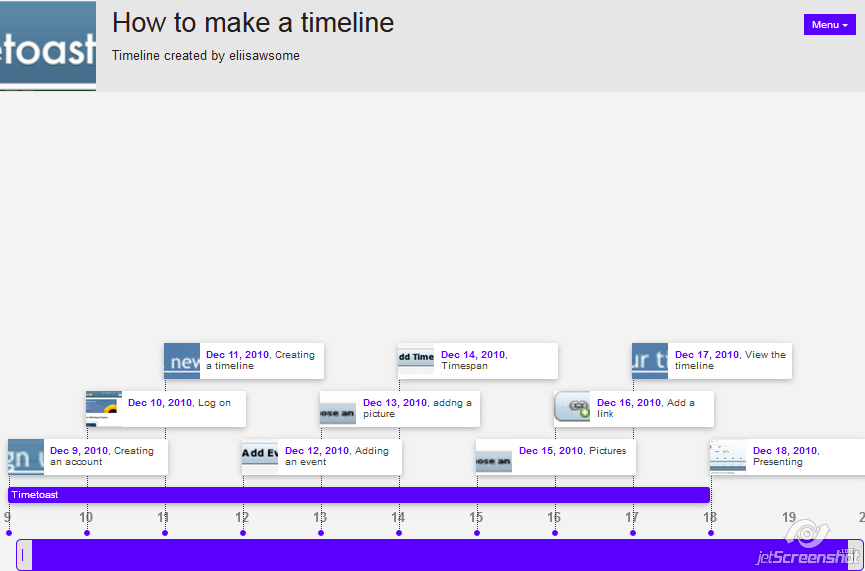 etoast
How to make a timeline
Timeline created by eliisawsome
Menu
new
Dec 11, 2010, Creating
a timeline
dd Time
Dec 14, 2010,
Timespan
ur ti
Dec 17, 2010, View the
timeline
Dec 10, 2010, Log on
oose an
Dec 13, 2010, addng a
picture
Dec 16, 2010, Add a
link
gn u
Dec 9, 2010, Creating
an account
Add Ev
Dec 12, 2010, Adding
an event
oose an
Dec 15, 2010, Pictures
Dec 18, 2010,
Presenting
Timetoast
9 10 11 12 13 14 15 16 17 18 19 2
jetScreenshot